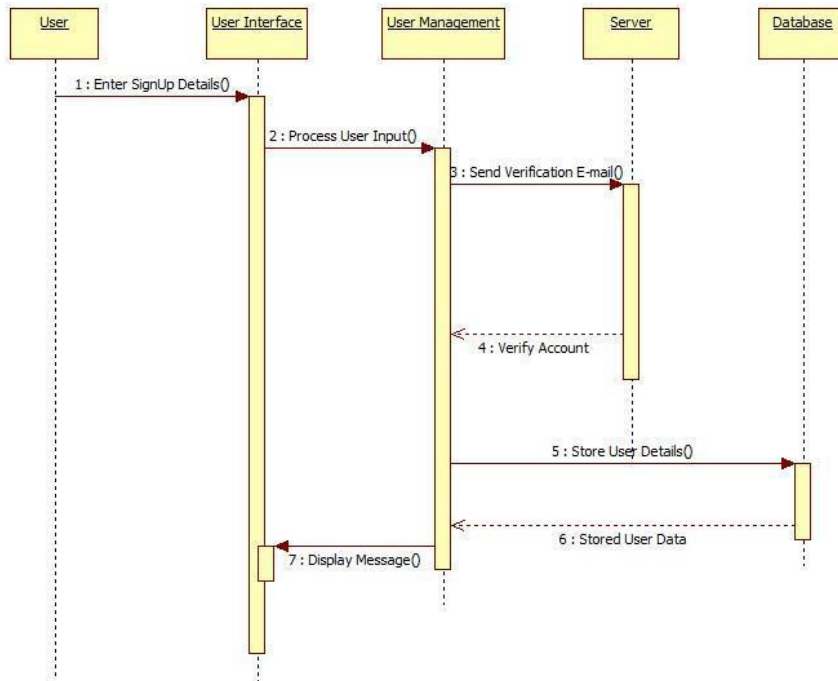 User
User Interface
User Management
Server
Database
1 : Enter SignUp Details()
2 : Process User Input()
3 : Send Verification E-mail()
4 : Verify Account
5 : Store User Details()
6 : Stored User Data
7 : Display Message()